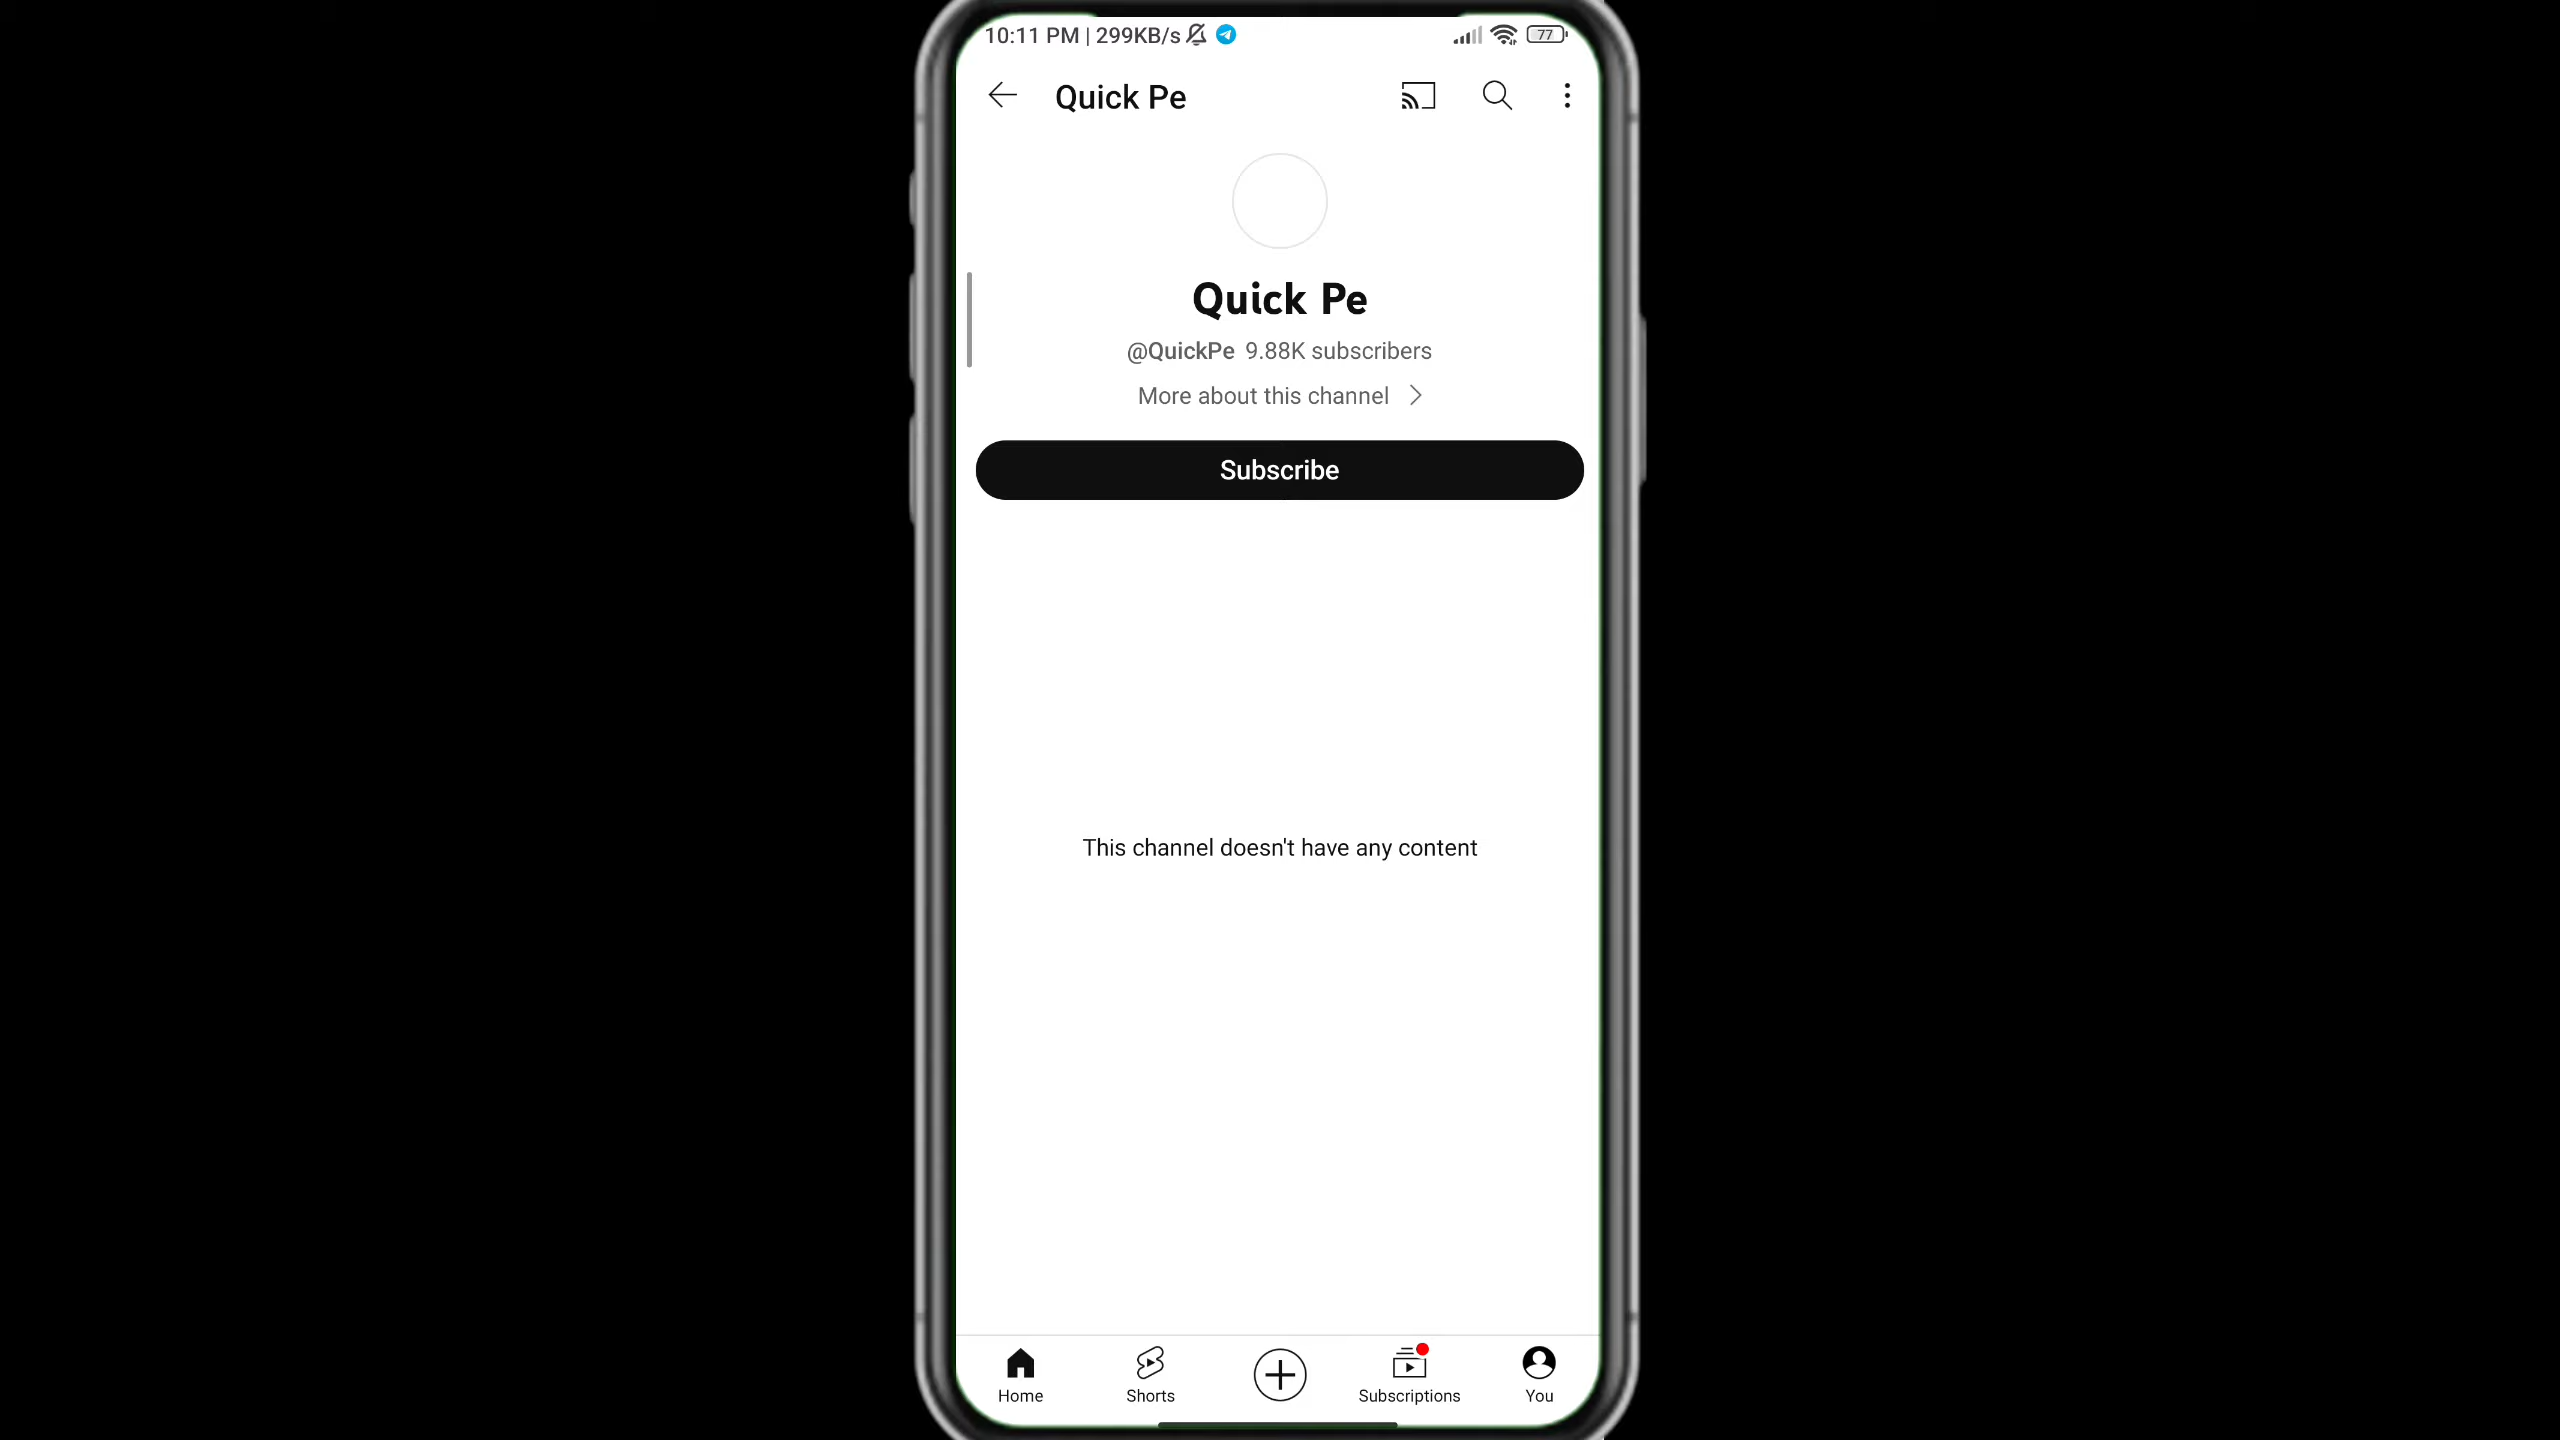 10:11 PM | 299KB/s
77
Quick Pe
Quick Pe
@QuickPe 9.88K subscribers
More about this channel
Subscribe
This channel doesn't have any content
Home Shorts Subscriptions You